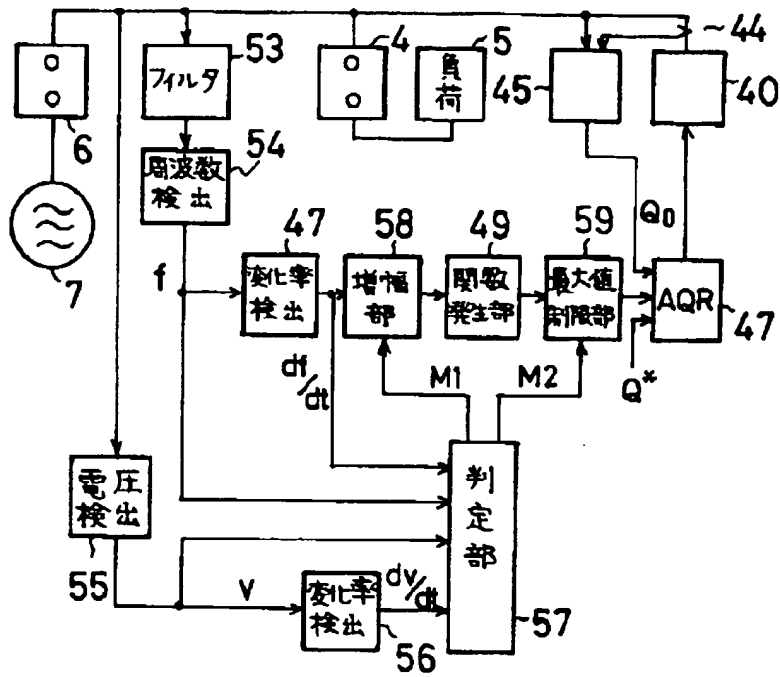 4
5
44
6
フィルタ
53
負
荷
45
40
周波数
検出
54
7
f
変化率
検出
47
増幅
部
58
関数
発生部
49
最大値
制限部
59
Q0
AQR
47
Q*
df/dt
M1
M2
電圧
検出
55
V
変化率
検出
56
dv/dt
判
定
部
57